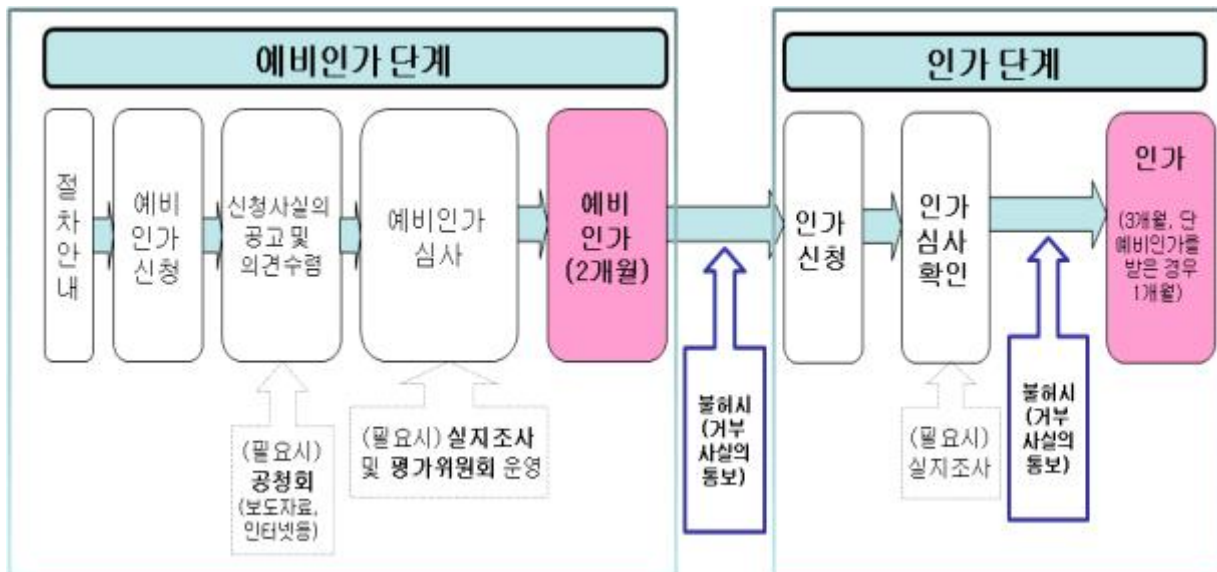 예비인가 단계
절
차
안
내
예비
인가
신청
신청사실의
공고 및
의견수렴
예비인가
심사
예비
인가
(2개월)
(필요시)
공청회
(보도자료,
인터넷등)
(필요시) 실지조사
및 평가위원회 운영
불허시
(거부
사실의
통보)
인가 단계
인가
신청
인가
심사
확인
인가
(3개월, 단
예비인가를
받은 경우
1개월)
(필요시)
실지조사
불허시
(거부
사실의
통보)